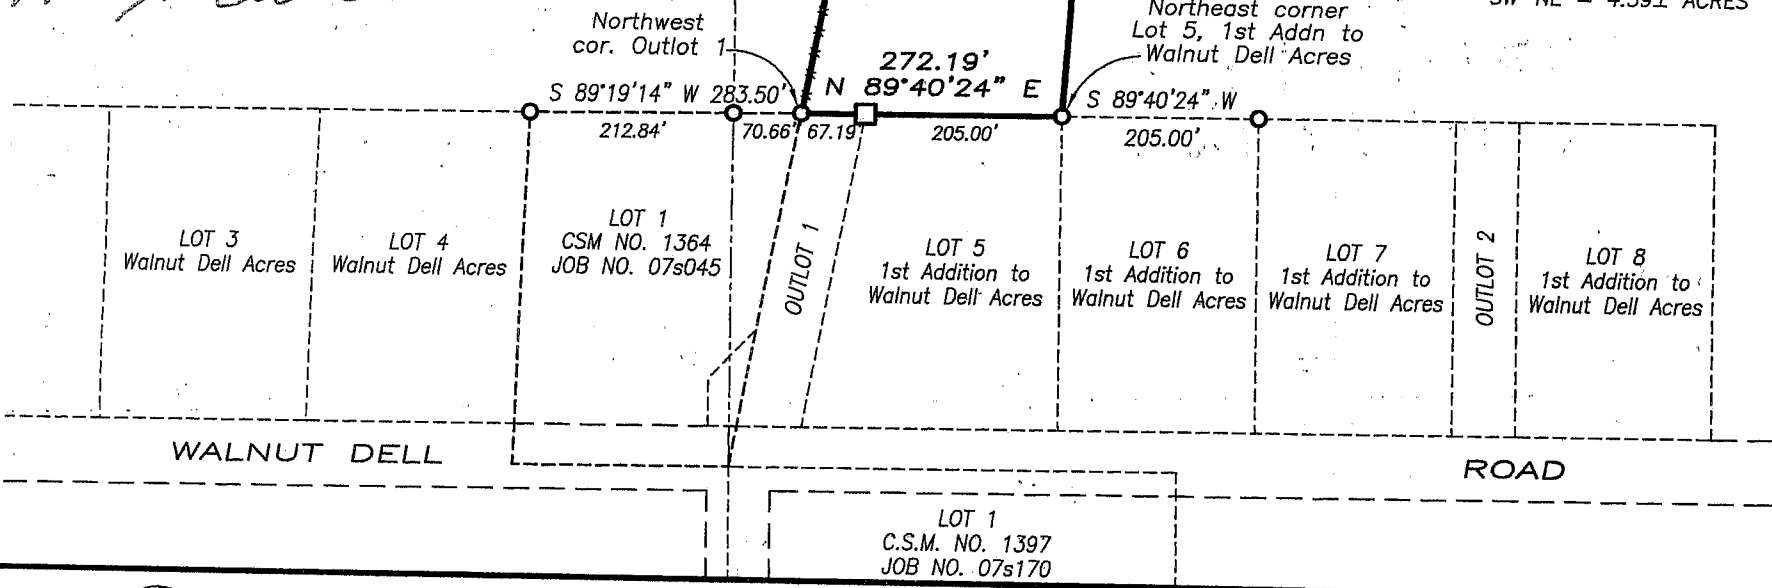 Northwest
cor. Outlot 1
Northeast corner
Lot 5, 1st Addn to
Walnut Dell Acres
272.19'
N 89°40'24" E
S 89°19'14" W 283.50'
S 89°40'24" W
212.84'
70.66'
67.19'
205.00'
205.00'
LOT 3
Walnut Dell Acres
LOT 4
Walnut Dell Acres
LOT 1
CSM NO. 1364
JOB NO. 07s045
OUTLOT 1
LOT 5
1st Addition to
Walnut Dell Acres
LOT 6
1st Addition to
Walnut Dell Acres
LOT 7
1st Addition to
Walnut Dell Acres
OUTLOT 2
LOT 8
1st Addition to
Walnut Dell Acres
WALNUT DELL ROAD
LOT 1
C.S.M. NO. 1397
JOB NO. 07s170